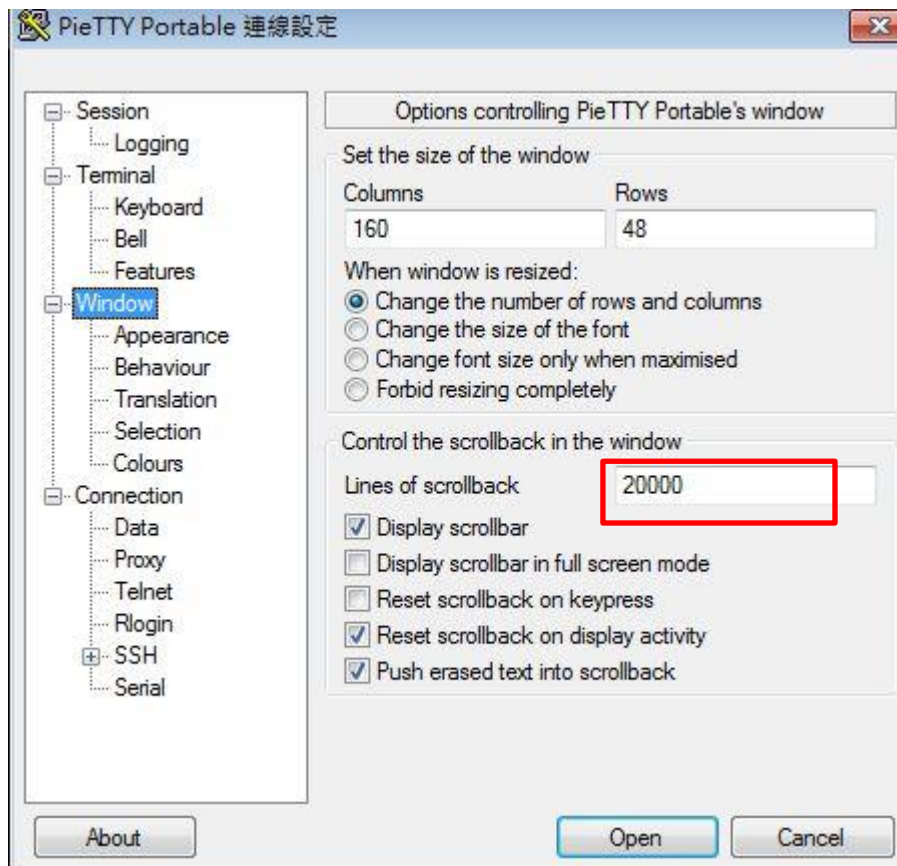 PieTTY Portable 連線設定
Session
Logging
Terminal
Keyboard
Bell
Features
Window
Appearance
Behaviour
Translation
Selection
Colours
Connection
Data
Proxy
Telnet
Rlogin
SSH
Serial
Options controlling PieTTY Portable's window
Set the size of the window
Columns Rows
160 48
When window is resized:
Change the number of rows and columns
Change the size of the font
Change font size only when maximised
Forbid resizing completely
Control the scrollback in the window
Lines of scrollback 20000
Display scrollbar
Display scrollbar in full screen mode
Reset scrollback on keypress
Reset scrollback on display activity
Push erased text into scrollback
About Open Cancel